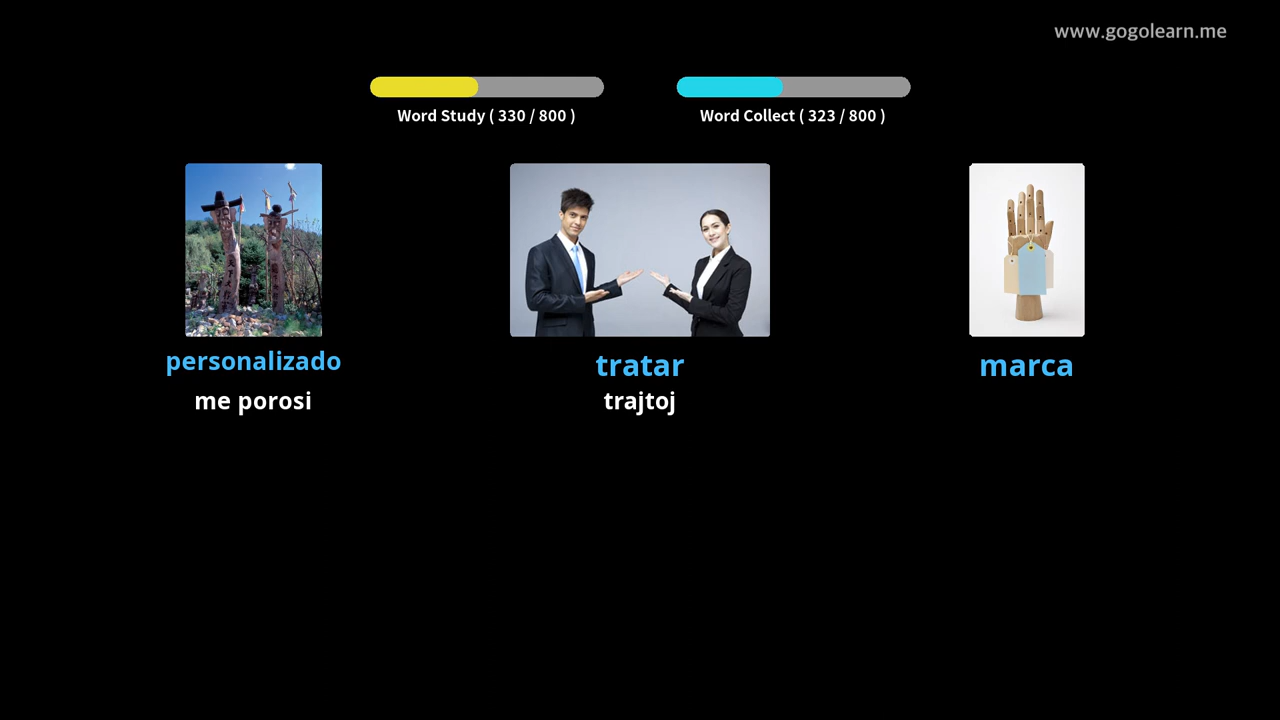 www.gogolearn.me
Word Study ( 330 / 800 )
Word Collect ( 323 / 800 )
personalizado
tratar
marca
me porosi
trajtoj